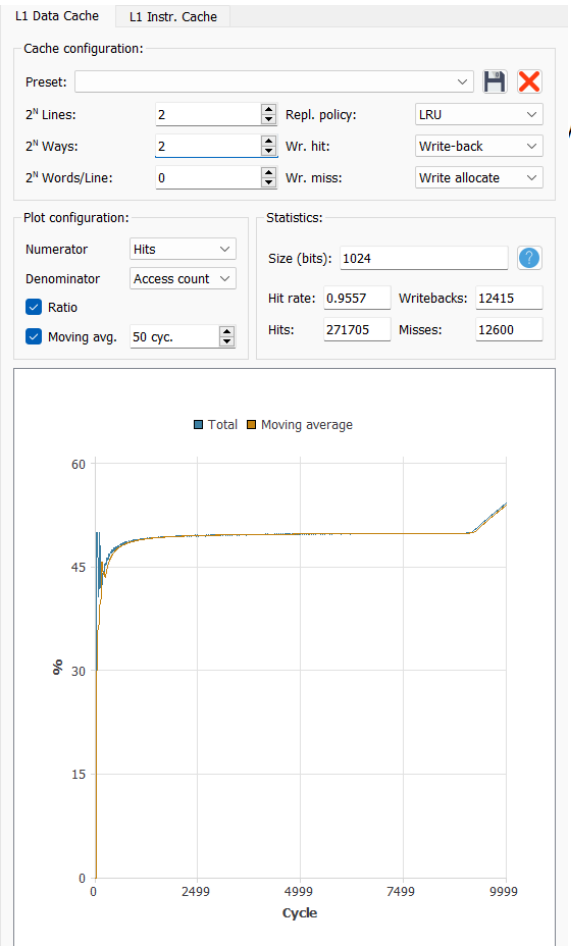 L1 Data Cache L1 Instr. Cache
Cache configuration:
Preset:
2ᴺ Lines: 2 Repl. policy: LRU
2ᴺ Ways: 2 Wr. hit: Write-back
2ᴺ Words/Line: 0 Wr. miss: Write allocate
Plot configuration:
Numerator Hits
Denominator Access count
Ratio
Moving avg. 50 cyc.
Statistics:
Size (bits): 1024 ?
Hit rate: 0.9557 Writebacks: 12415
Hits: 271705 Misses: 12600
Total Moving average
60
45
30
15
0
%
0 2499 4999 7499 9999
Cycle